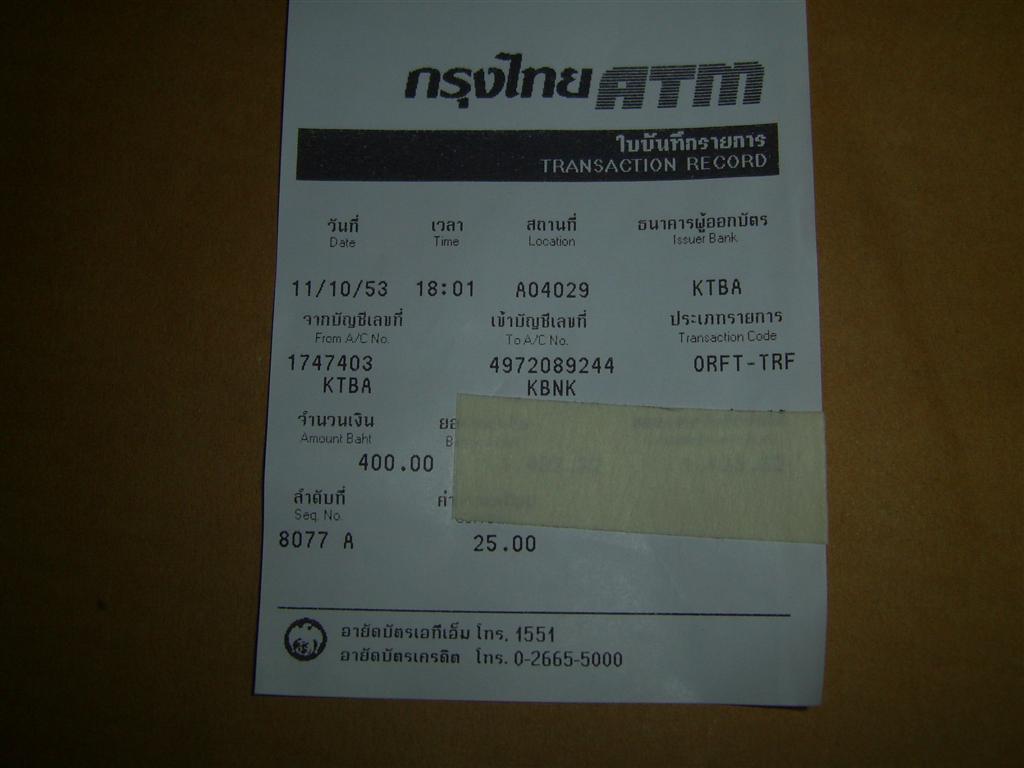 กรุงไทย ATM
ใบบันทึกรายการ
TRANSACTION RECORD
วันที่ เวลา สถานที่ ธนาคารผู้ออกบัตร
Date Time Location Issuer Bank
11/10/53 18:01 A04029 KTBA
จากบัญชีเลขที่ เข้าบัญชีเลขที่ ประเภทรายการ
From A/C No. To A/C No. Transaction Code
1747403 4972089244 ORFT-TRF
KTBA KBNK
จำนวนเงิน
Amount Baht
400.00
ลำดับที่
Seq. No.
8077 A 25.00
อายัดบัตรเอทีเอ็ม โทร. 1551
อายัดบัตรเครดิต โทร. 0-2665-5000